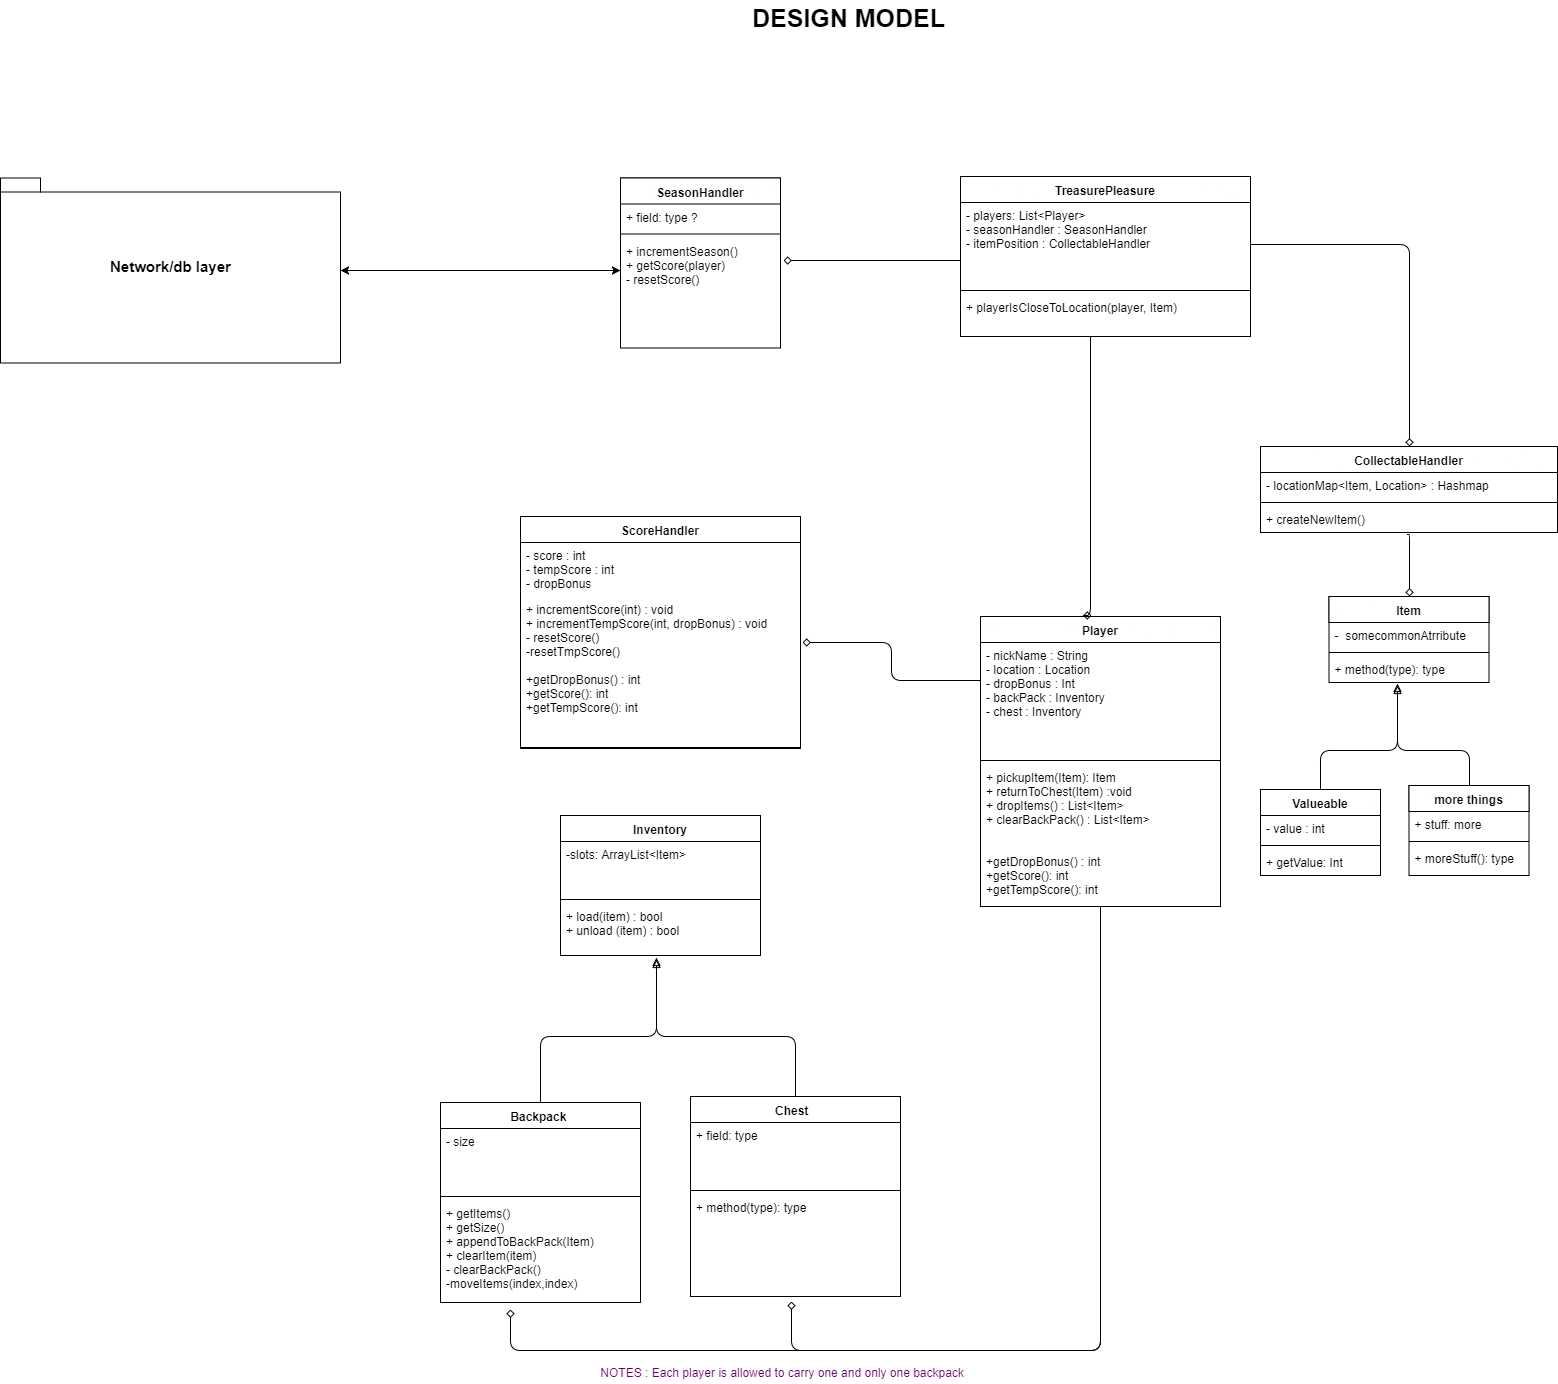 DESIGN MODEL
Network/db layer
SeasonHandler
+ field: type ?
+ incrementSeason()
+ getScore(player)
- resetScore()
TreasurePleasure
- players: List<Player>
- seasonHandler : SeasonHandler
- itemPosition : CollectableHandler
+ playerIsCloseToLocation(player, Item)
CollectableHandler
- locationMap<Item, Location> : Hashmap
+ createNewItem()
ScoreHandler
- score : int
- tempScore : int
- dropBonus
+ incrementScore(int) : void
+ incrementTempScore(int, dropBonus) : void
- resetScore()
-resetTmpScore()
+getDropBonus() : int
+getScore(): int
+getTempScore(): int
Player
- nickName : String
- location : Location
- dropBonus : Int
- backPack : Inventory
- chest : Inventory
+ pickupItem(Item): Item
+ returnToChest(Item) :void
+ dropItems() : List<Item>
+ clearBackPack() : List<Item>
+getDropBonus() : int
+getScore(): int
+getTempScore(): int
Item
- somecommonAtrribute
+ method(type): type
Valueable
- value : int
+ getValue: Int
more things
+ stuff: more
+ moreStuff(): type
Inventory
-slots: ArrayList<Item>
+ load(item) : bool
+ unload (item) : bool
Backpack
- size
+ getItems()
+ getSize()
+ appendToBackPack(Item)
+ clearItem(item)
- clearBackPack()
-moveItems(index,index)
Chest
+ field: type
+ method(type): type
NOTES : Each player is allowed to carry one and only one backpack